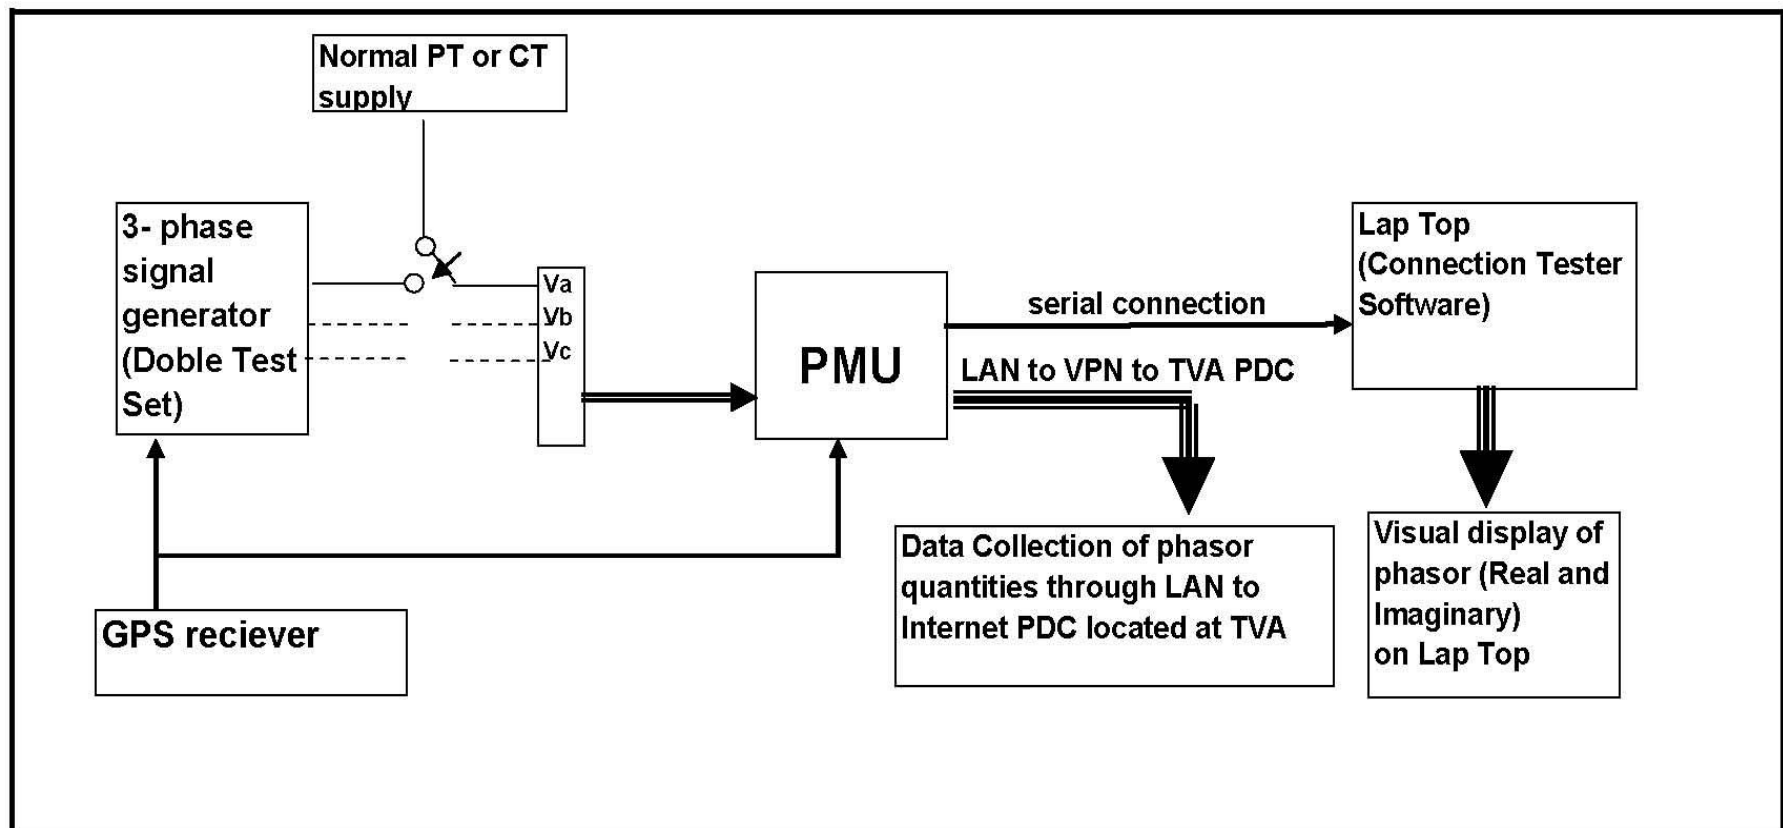 Normal PT or CT
supply
3- phase
signal
generator
(Doble Test
Set)
Va
Vb
Vc
PMU
serial connection
LAN to VPN to TVA PDC
Lap Top
(Connection Tester
Software)
GPS reciever
Data Collection of phasor
quantities through LAN to
Internet PDC located at TVA
Visual display of
phasor (Real and
Imaginary)
on Lap Top